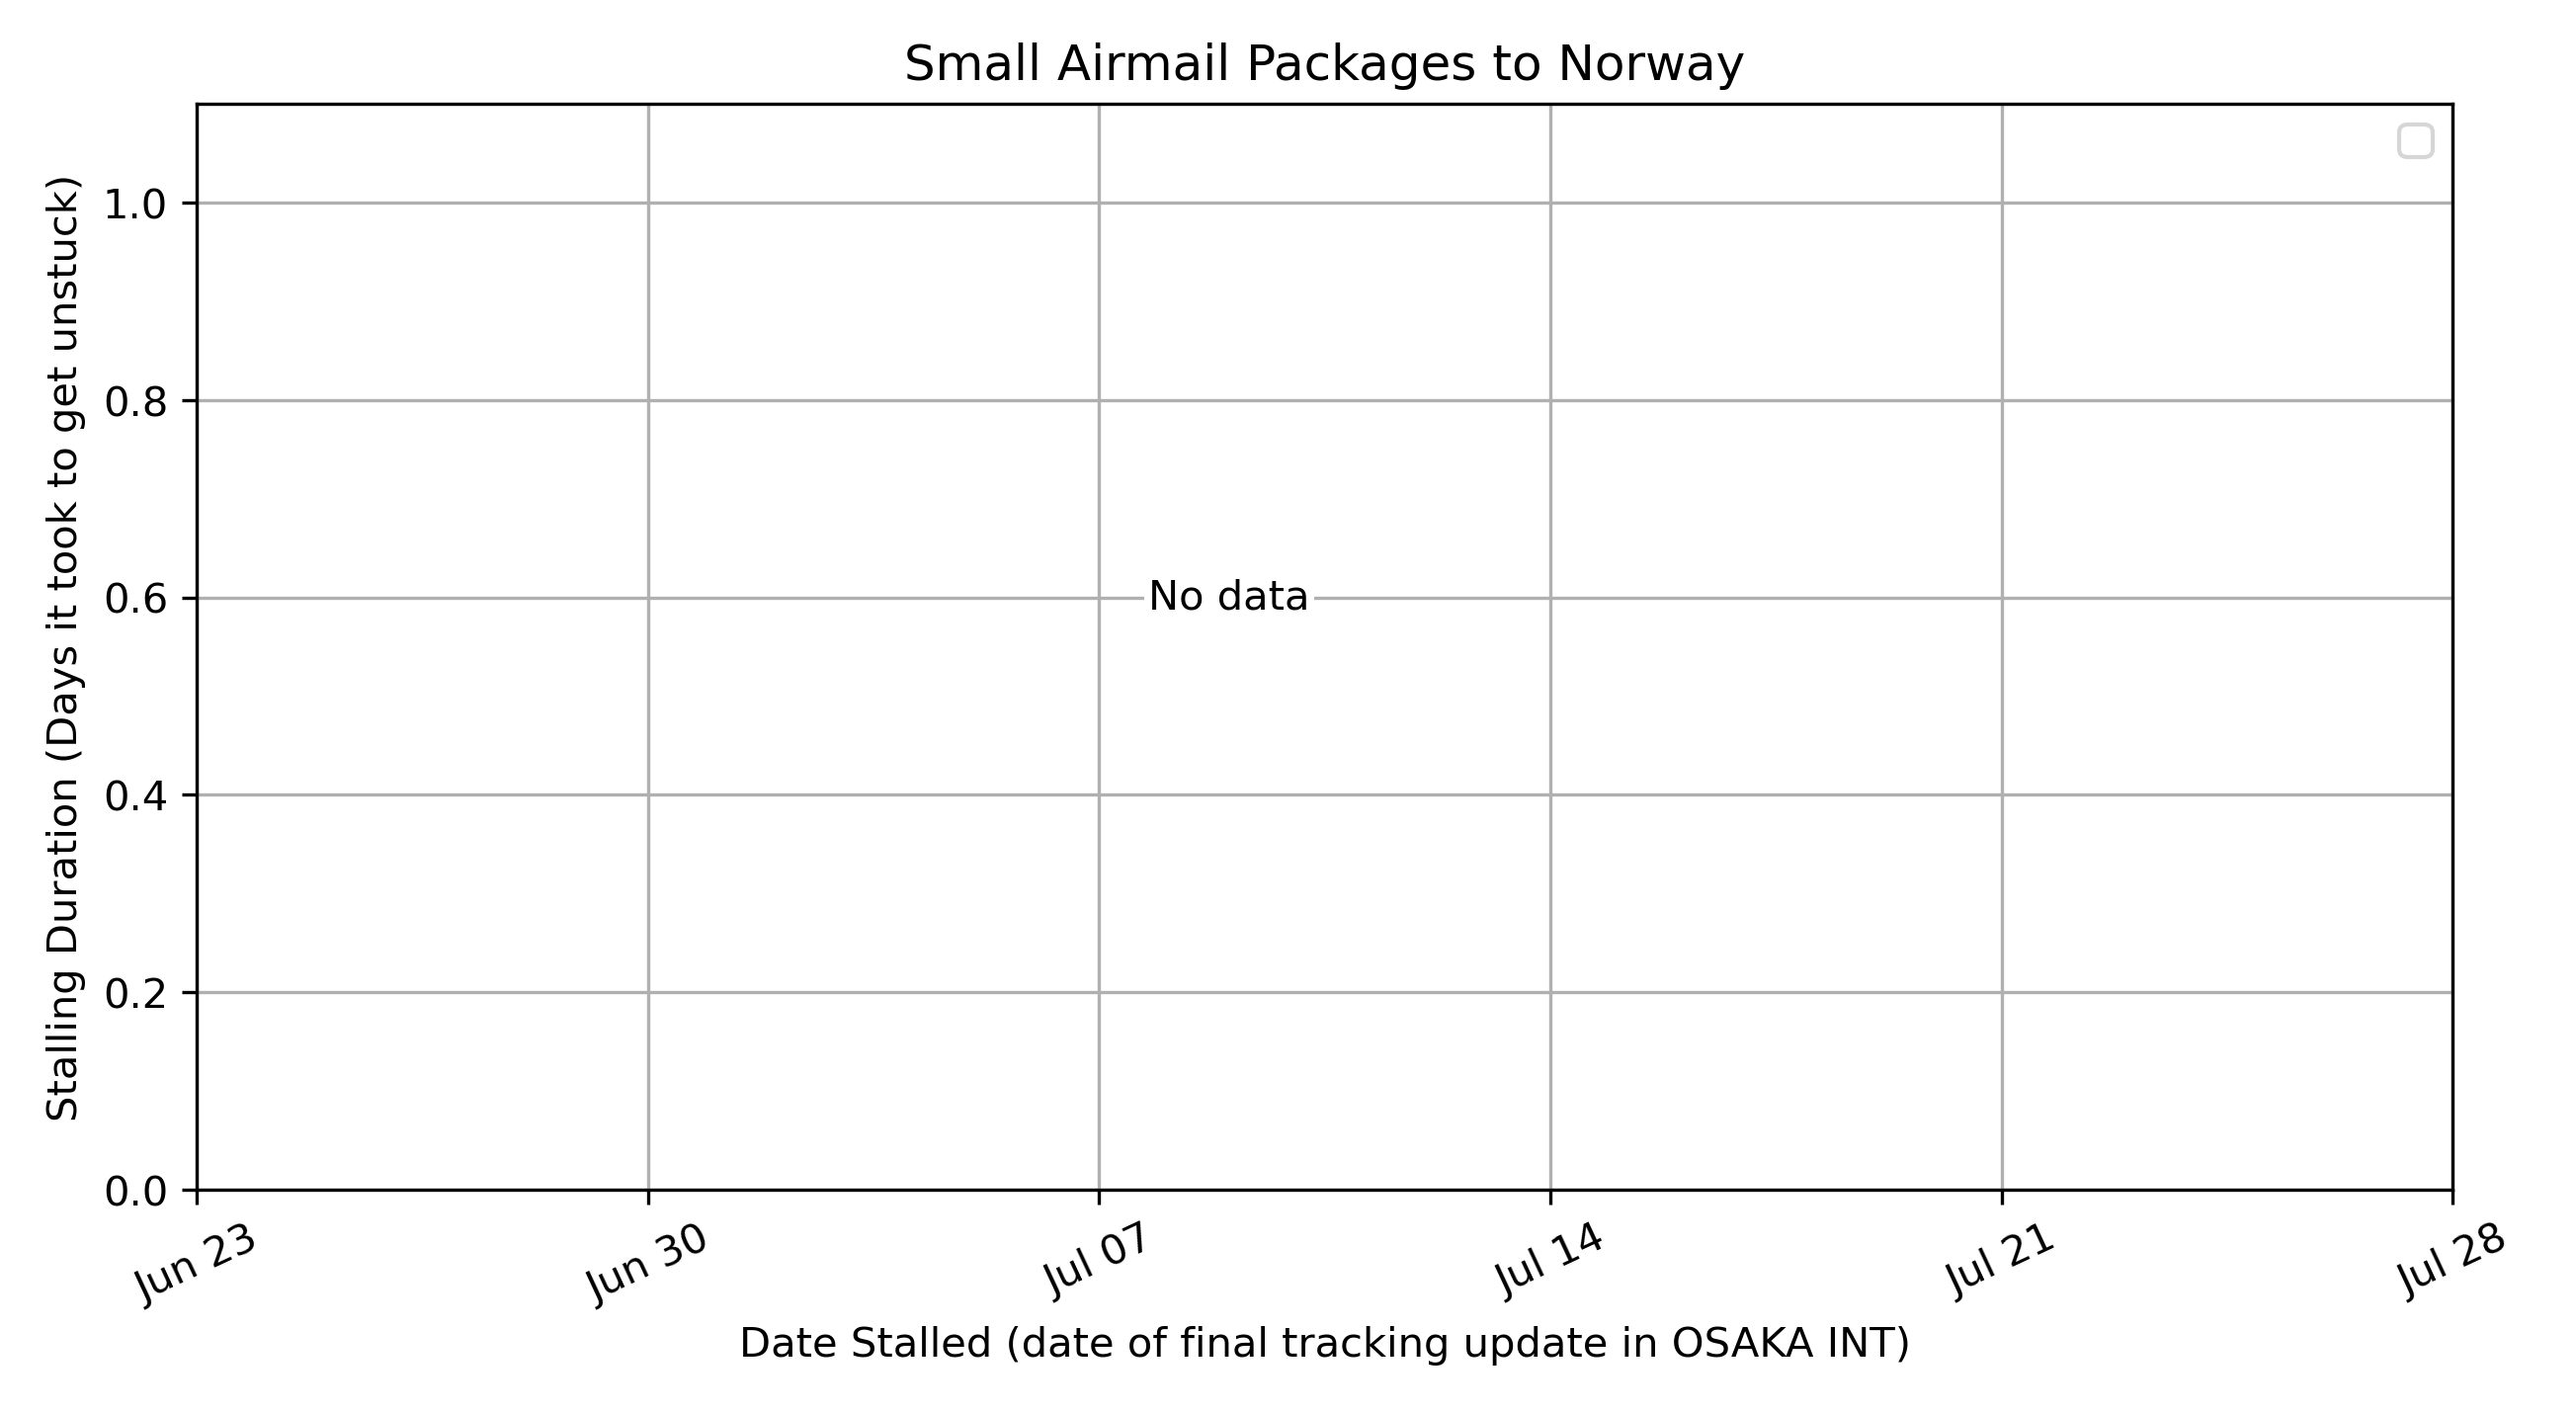 Small Airmail Packages to Norway
Stalling Duration (Days it took to get unstuck)
1.0
0.8
0.6
0.4
0.2
0.0
No data
Jun 23
Jun 30
Jul 07
Jul 14
Jul 21
Jul 28
Date Stalled (date of final tracking update in OSAKA INT)